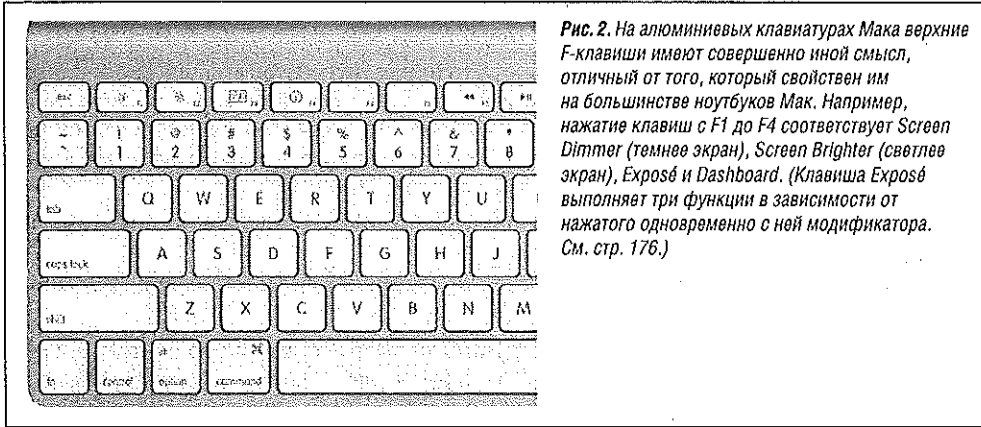 Рис. 2. На алюминиевых клавиатурах Мака верхние
F-клавиши имеют совершенно иной смысл,
отличный от того, который свойствен им
на большинстве ноутбуков Мак. Например,
нажатие клавиш с F1 до F4 соответствует Screen
Dimmer (темнее экран), Screen Brighter (светлее
экран), Exposé и Dashboard. (Клавиша Exposé
выполняет три функции в зависимости от
нажатого одновременно с ней модификатора.
См. стр. 176.)
esc
~ ! @ # $ % ^ & *
` 1 2 3 4 5 6 7 8
Q W E R T Y U
caps lock A S D F G H J
shift Z X C V B N M
fn control option command ⌘